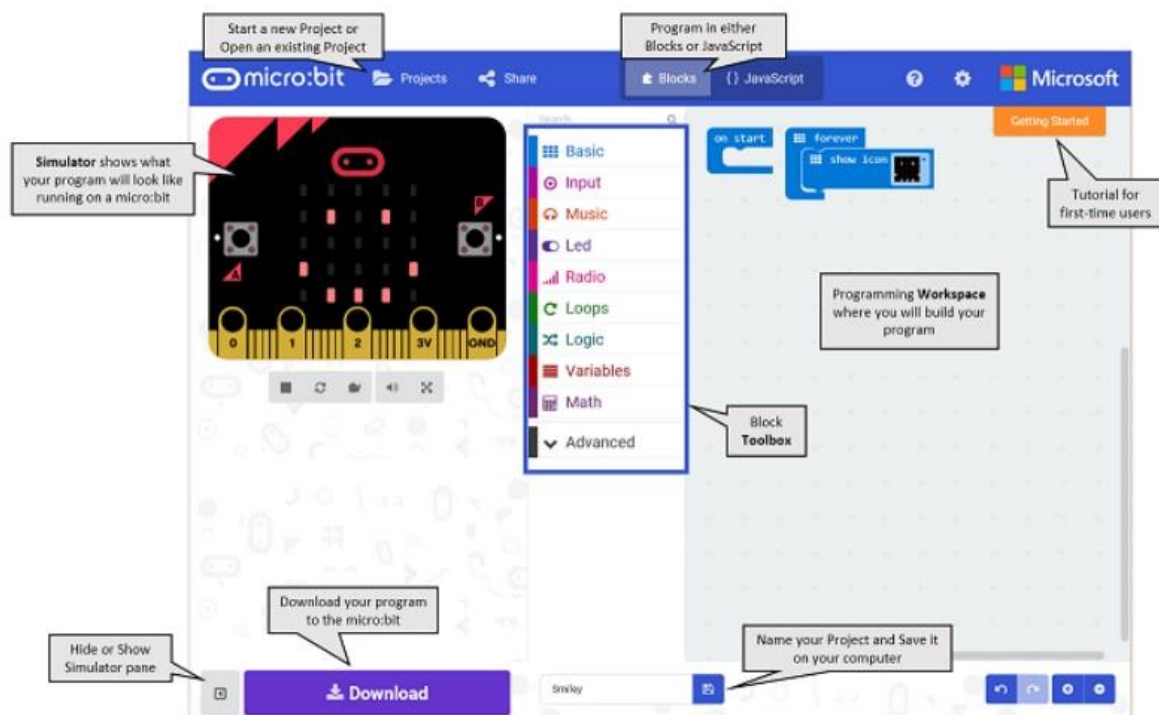 Start a new Project or
Open an existing Project
Program in either
Blocks or JavaScript
micro:bit
Projects
Share
Blocks
{} JavaScript
?
Microsoft
Search
Getting Started
Simulator shows what
your program will look like
running on a micro:bit
Tutorial for
first-time users
B
A
0 1 2 3V GND
Basic
Input
Music
Led
Radio
Loops
Logic
Variables
Math
Advanced
on start
forever
show icon
Programming Workspace
where you will build your
program
Block
Toolbox
Download your program
to the micro:bit
Hide or Show
Simulator pane
Name your Project and Save it
on your computer
Download
Smiley